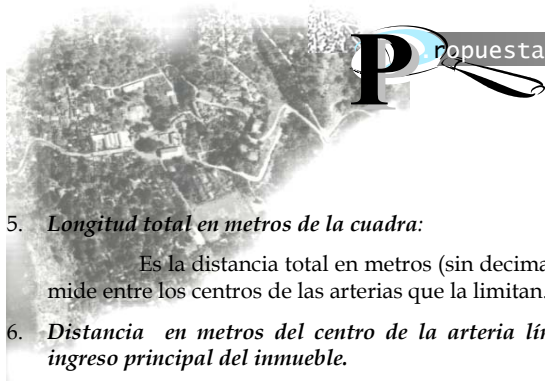 P.ropuesta
5. Longitud total en metros de la cuadra:
Es la distancia total en metros (sin
mide entre los centros de las arterias que la limitan.
6. Distancia en metros del centro de la arteria
ingreso principal del inmueble.